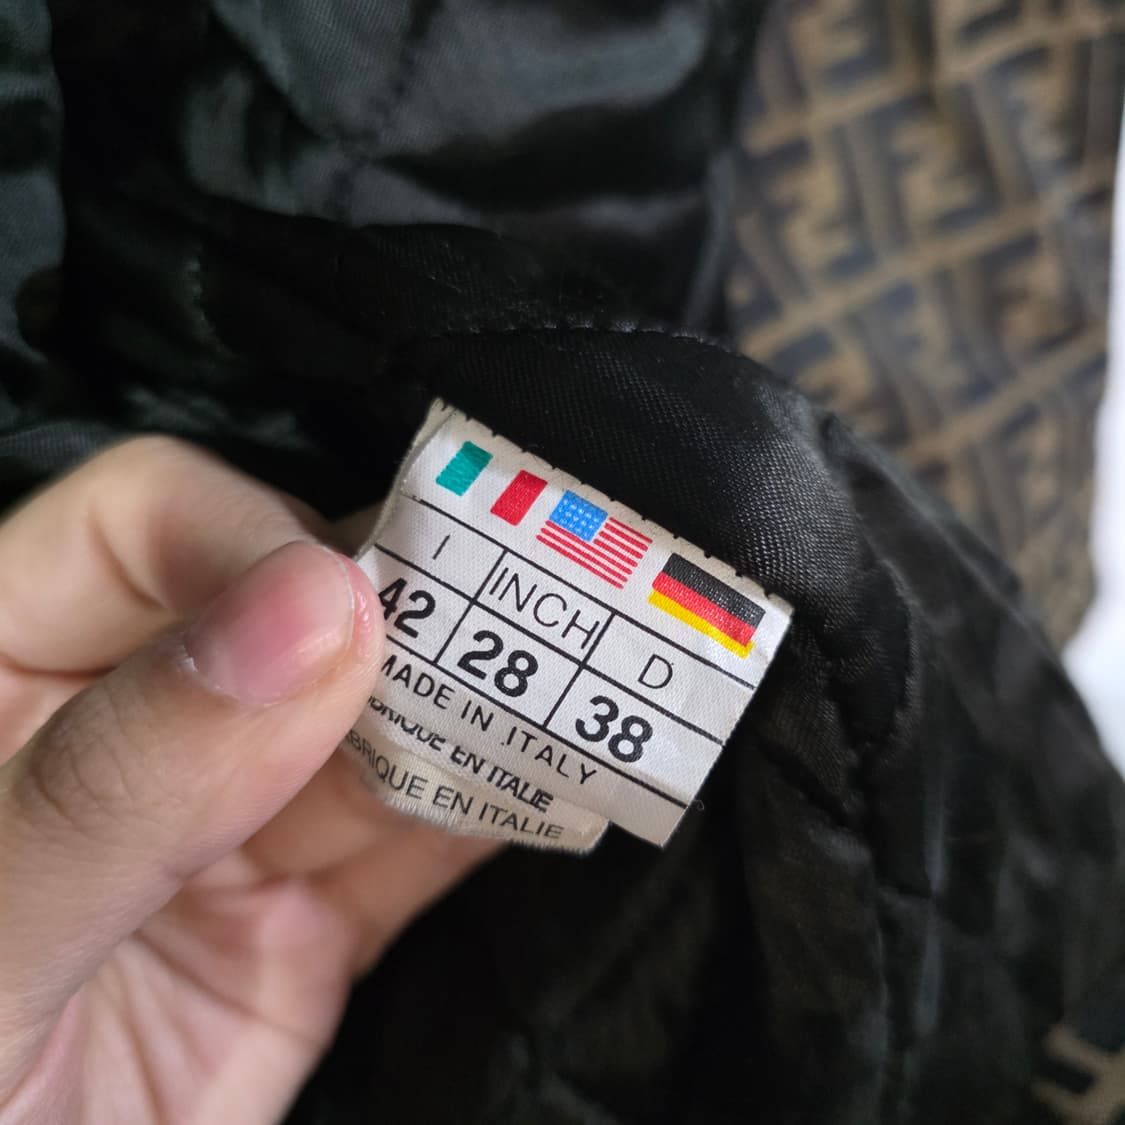 I INCH D
42 28 38
MADE IN ITALY
BRIQUE EN ITALIE
BRIQUE EN ITALIE